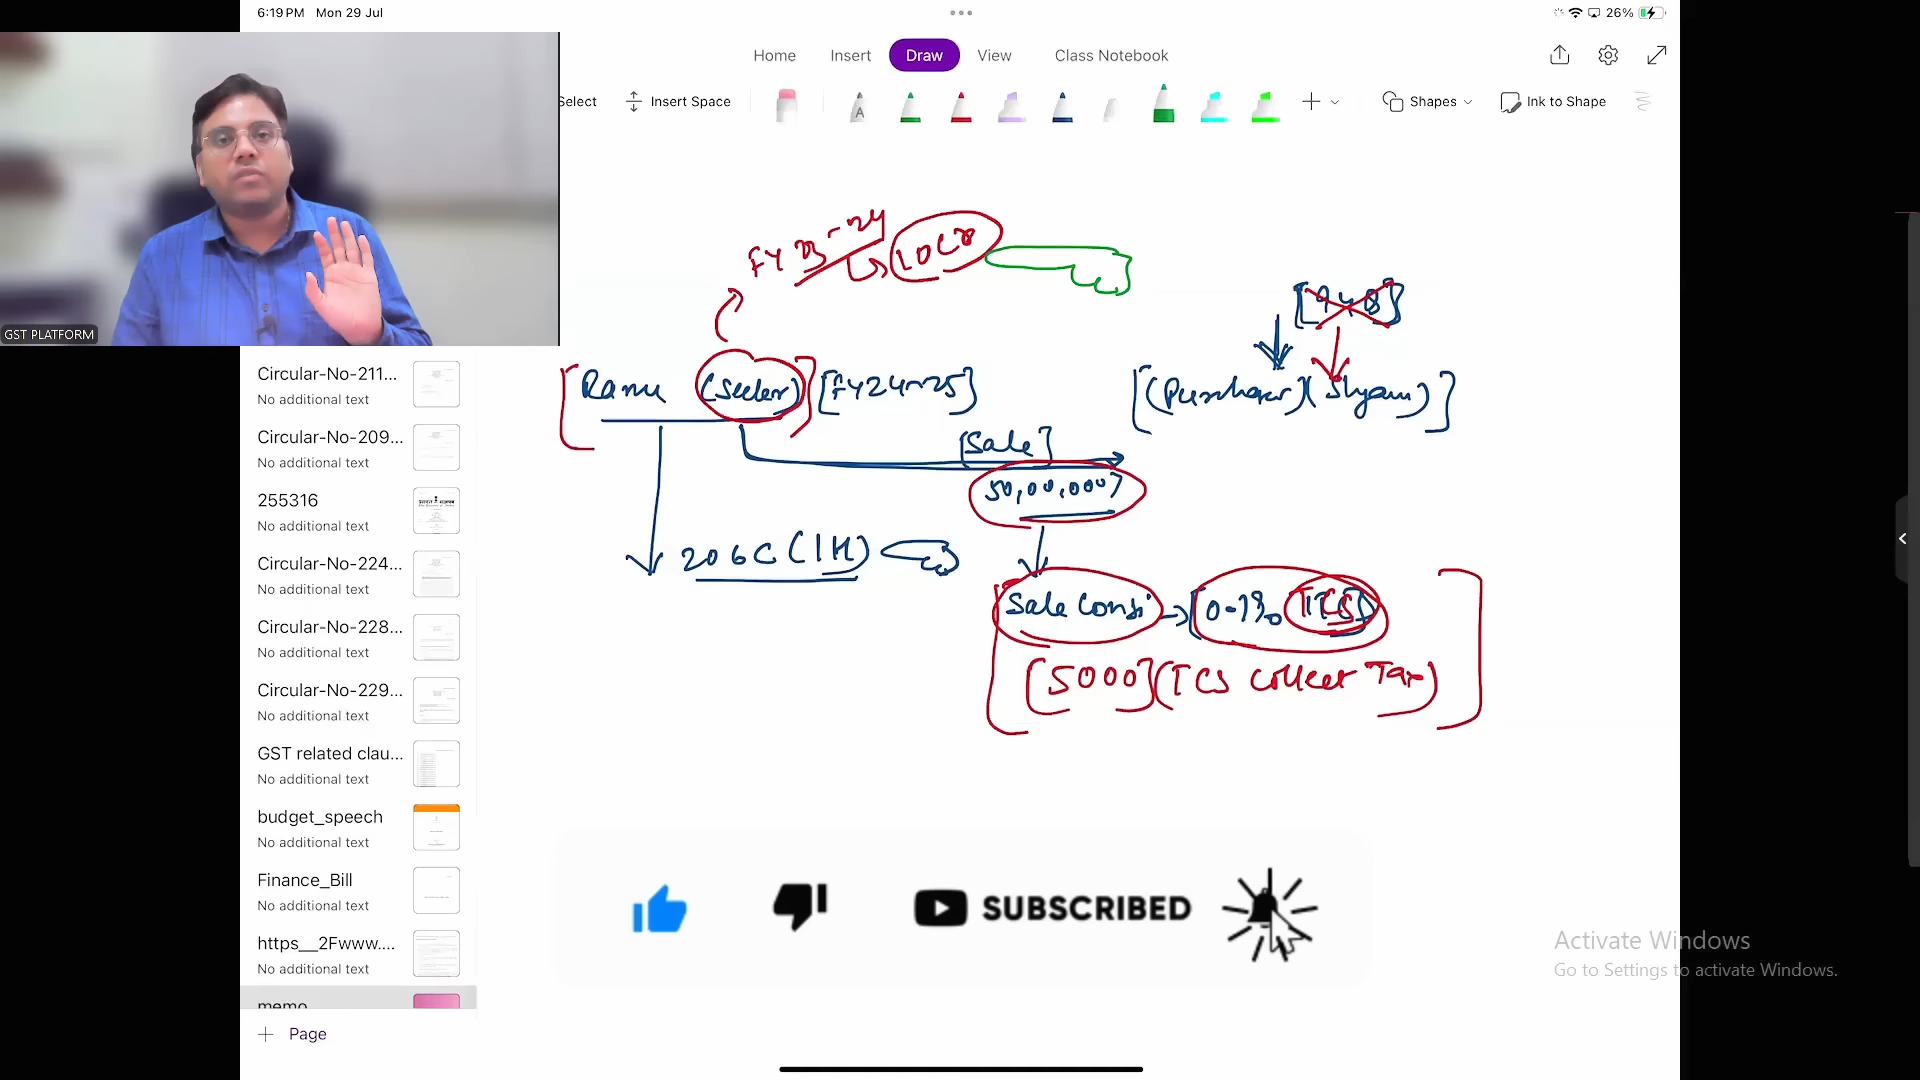 6:19 PM Mon 29 Jul
26%
Home Insert Draw View Class Notebook
Select Insert Space Shapes Ink to Shape
A
GST PLATFORM
Circular-No-211...
No additional text
Circular-No-209...
No additional text
255316
No additional text
Circular-No-224...
No additional text
Circular-No-228...
No additional text
Circular-No-229...
No additional text
GST related clau...
No additional text
budget_speech
No additional text
Finance_Bill
No additional text
https__2Fwww....
No additional text
memo
Page
FY 23-24 10Cr
[94Q]
[Ramu (Seller)] [FY24-25] [(Purchaser)(Shyam)]
[Sale]
50,00,000]
206C (1H)
Sale Consi [0.1% TCS]
[5000] (TCS Collect Tax)
SUBSCRIBED
Activate Windows
Go to Settings to activate Windows.